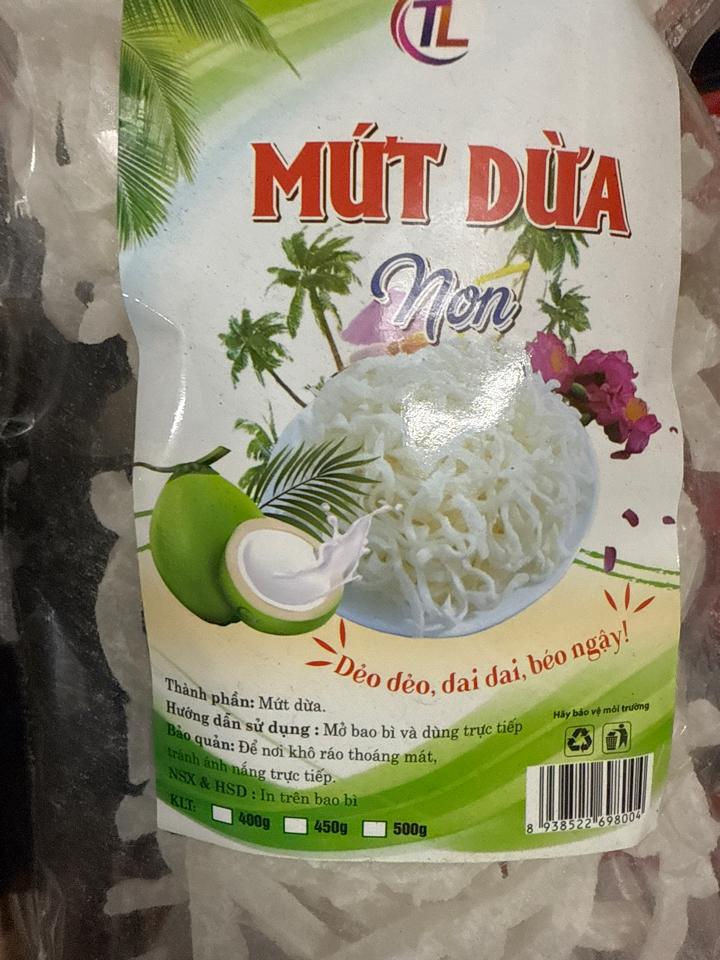 TL
MỨT DỪA
Non
Dẻo dẻo, dai dai, béo ngậy!
Thành phần: Mứt dừa.
Hướng dẫn sử dụng : Mở bao bì và dùng trực tiếp
Bảo quản: Để nơi khô ráo thoáng mát,
tránh ánh nắng trực tiếp.
NSX & HSD : In trên bao bì
KLT: 400g 450g 500g
Hãy bảo vệ môi trường
8 938522 698004